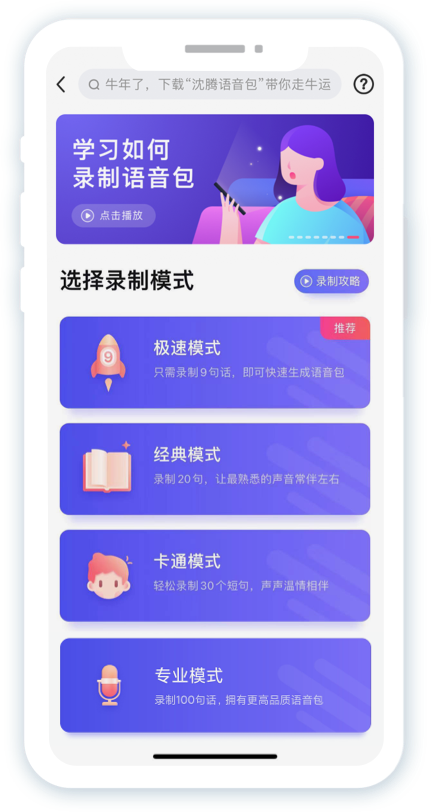 牛年了，下载“沈腾语音包”带你走牛运
学习如何
录制语音包
点击播放
选择录制模式
录制攻略
推荐
极速模式
9
只需录制9句话，即可快速生成语音包
经典模式
录制20句，让最熟悉的声音常伴左右
卡通模式
轻松录制30个短句，声声温情相伴
专业模式
录制100句话，拥有更高品质语音包